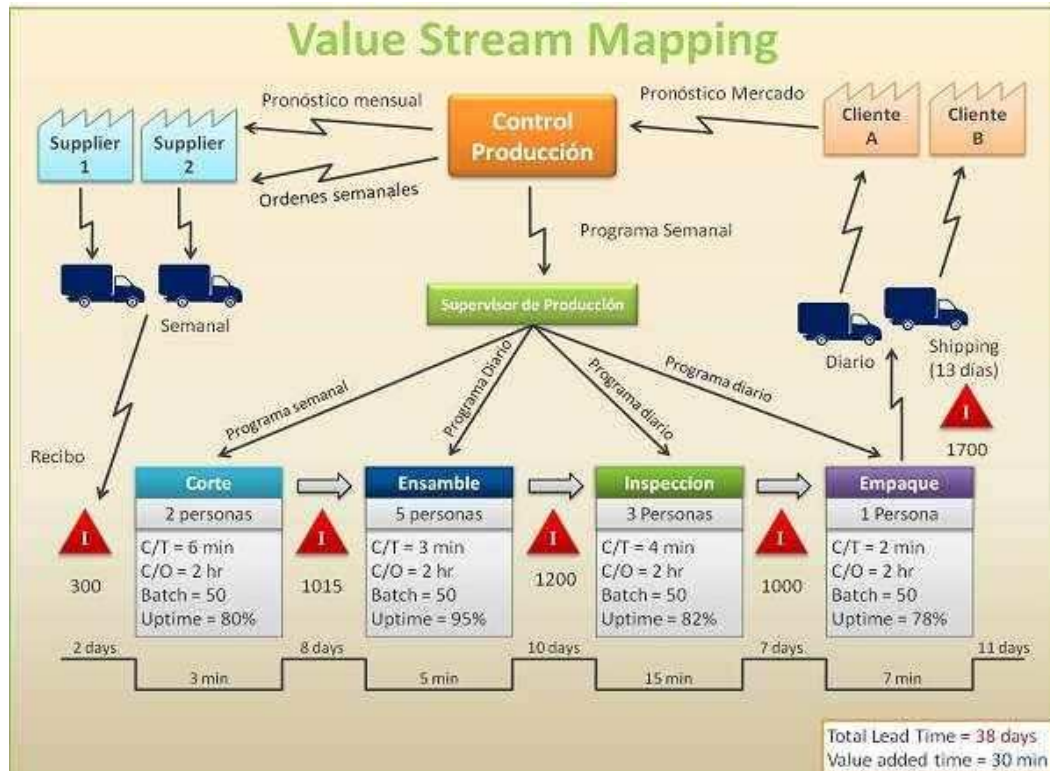 Value Stream Mapping
Pronóstico mensual
Pronóstico Mercado
Supplier
1
Supplier
2
Control
Producción
Cliente
A
Cliente
B
Ordenes semanales
Programa Semanal
Semanal
Supervisor de Producción
Diario
Shipping
(13 días)
I
1700
Programa semanal
Programa Diario
Programa diario
Programa diario
Recibo
I
300
Corte
2 personas
C/T = 6 min
C/O = 2 hr
Batch = 50
Uptime = 80%
I
1015
Ensamble
5 personas
C/T = 3 min
C/O = 2 hr
Batch = 50
Uptime = 95%
I
1200
Inspeccion
3 Personas
C/T = 4 min
C/O = 2 hr
Batch = 50
Uptime = 82%
I
1000
Empaque
1 Persona
C/T = 2 min
C/O = 2 hr
Batch = 50
Uptime = 78%
2 days
3 min
8 days
5 min
10 days
15 min
7 days
7 min
11 days
Total Lead Time = 38 days
Value added time = 30 min